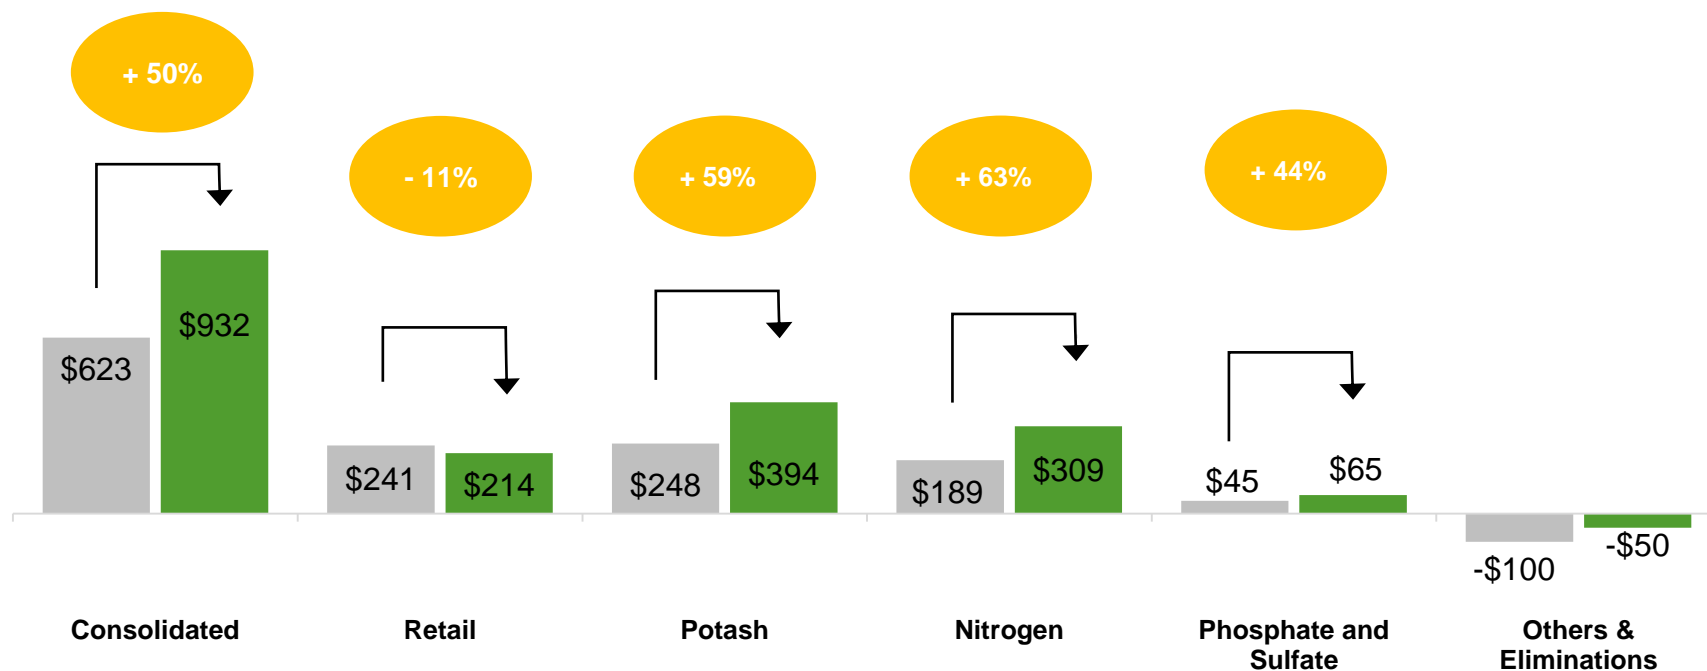 + 50%
- 11%
+ 59%
+ 63%
+ 44%
$623
$932
$241
$214
$248
$394
$189
$309
$45
$65
-$100
-$50
Consolidated
Retail
Potash
Nitrogen
Phosphate and
Sulfate
Others &
Eliminations